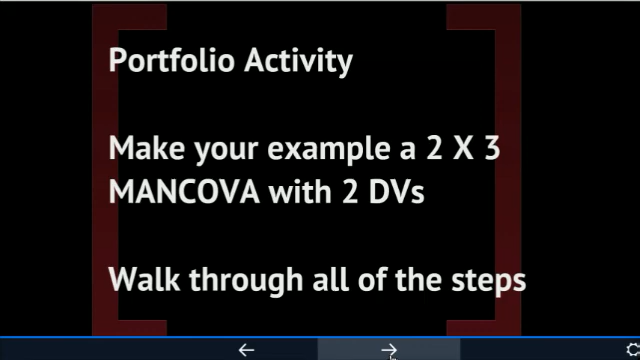 Portfolio Activity
Make your example a 2 X 3
MANCOVA with 2 DVs
Walk through all of the steps